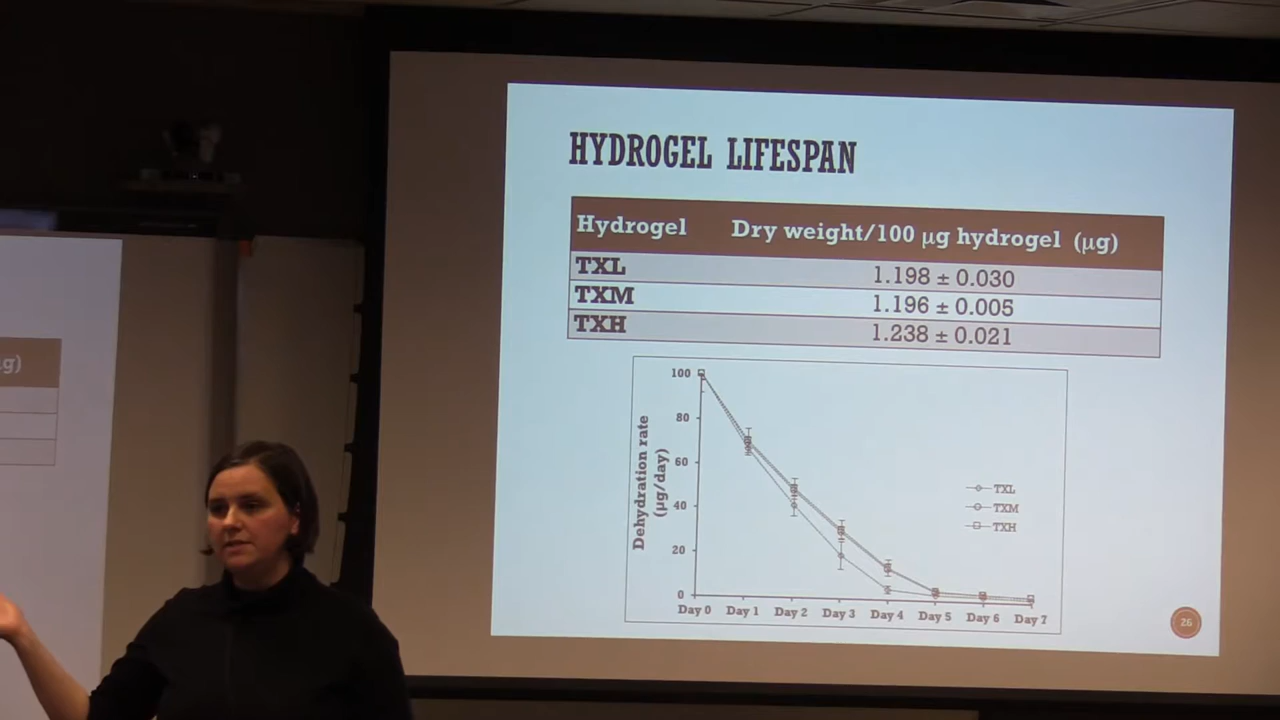 HYDROGEL LIFESPAN
Hydrogel Dry weight/100 µg hydrogel (µg)
TXL 1.198 ± 0.030
TXM 1.196 ± 0.005
TXH 1.238 ± 0.021
100
80
60
40
20
0
Dehydration rate
(µg/day)
Day 0 Day 1 Day 2 Day 3 Day 4 Day 5 Day 6 Day 7
TXL
TXM
TXH
26
g)